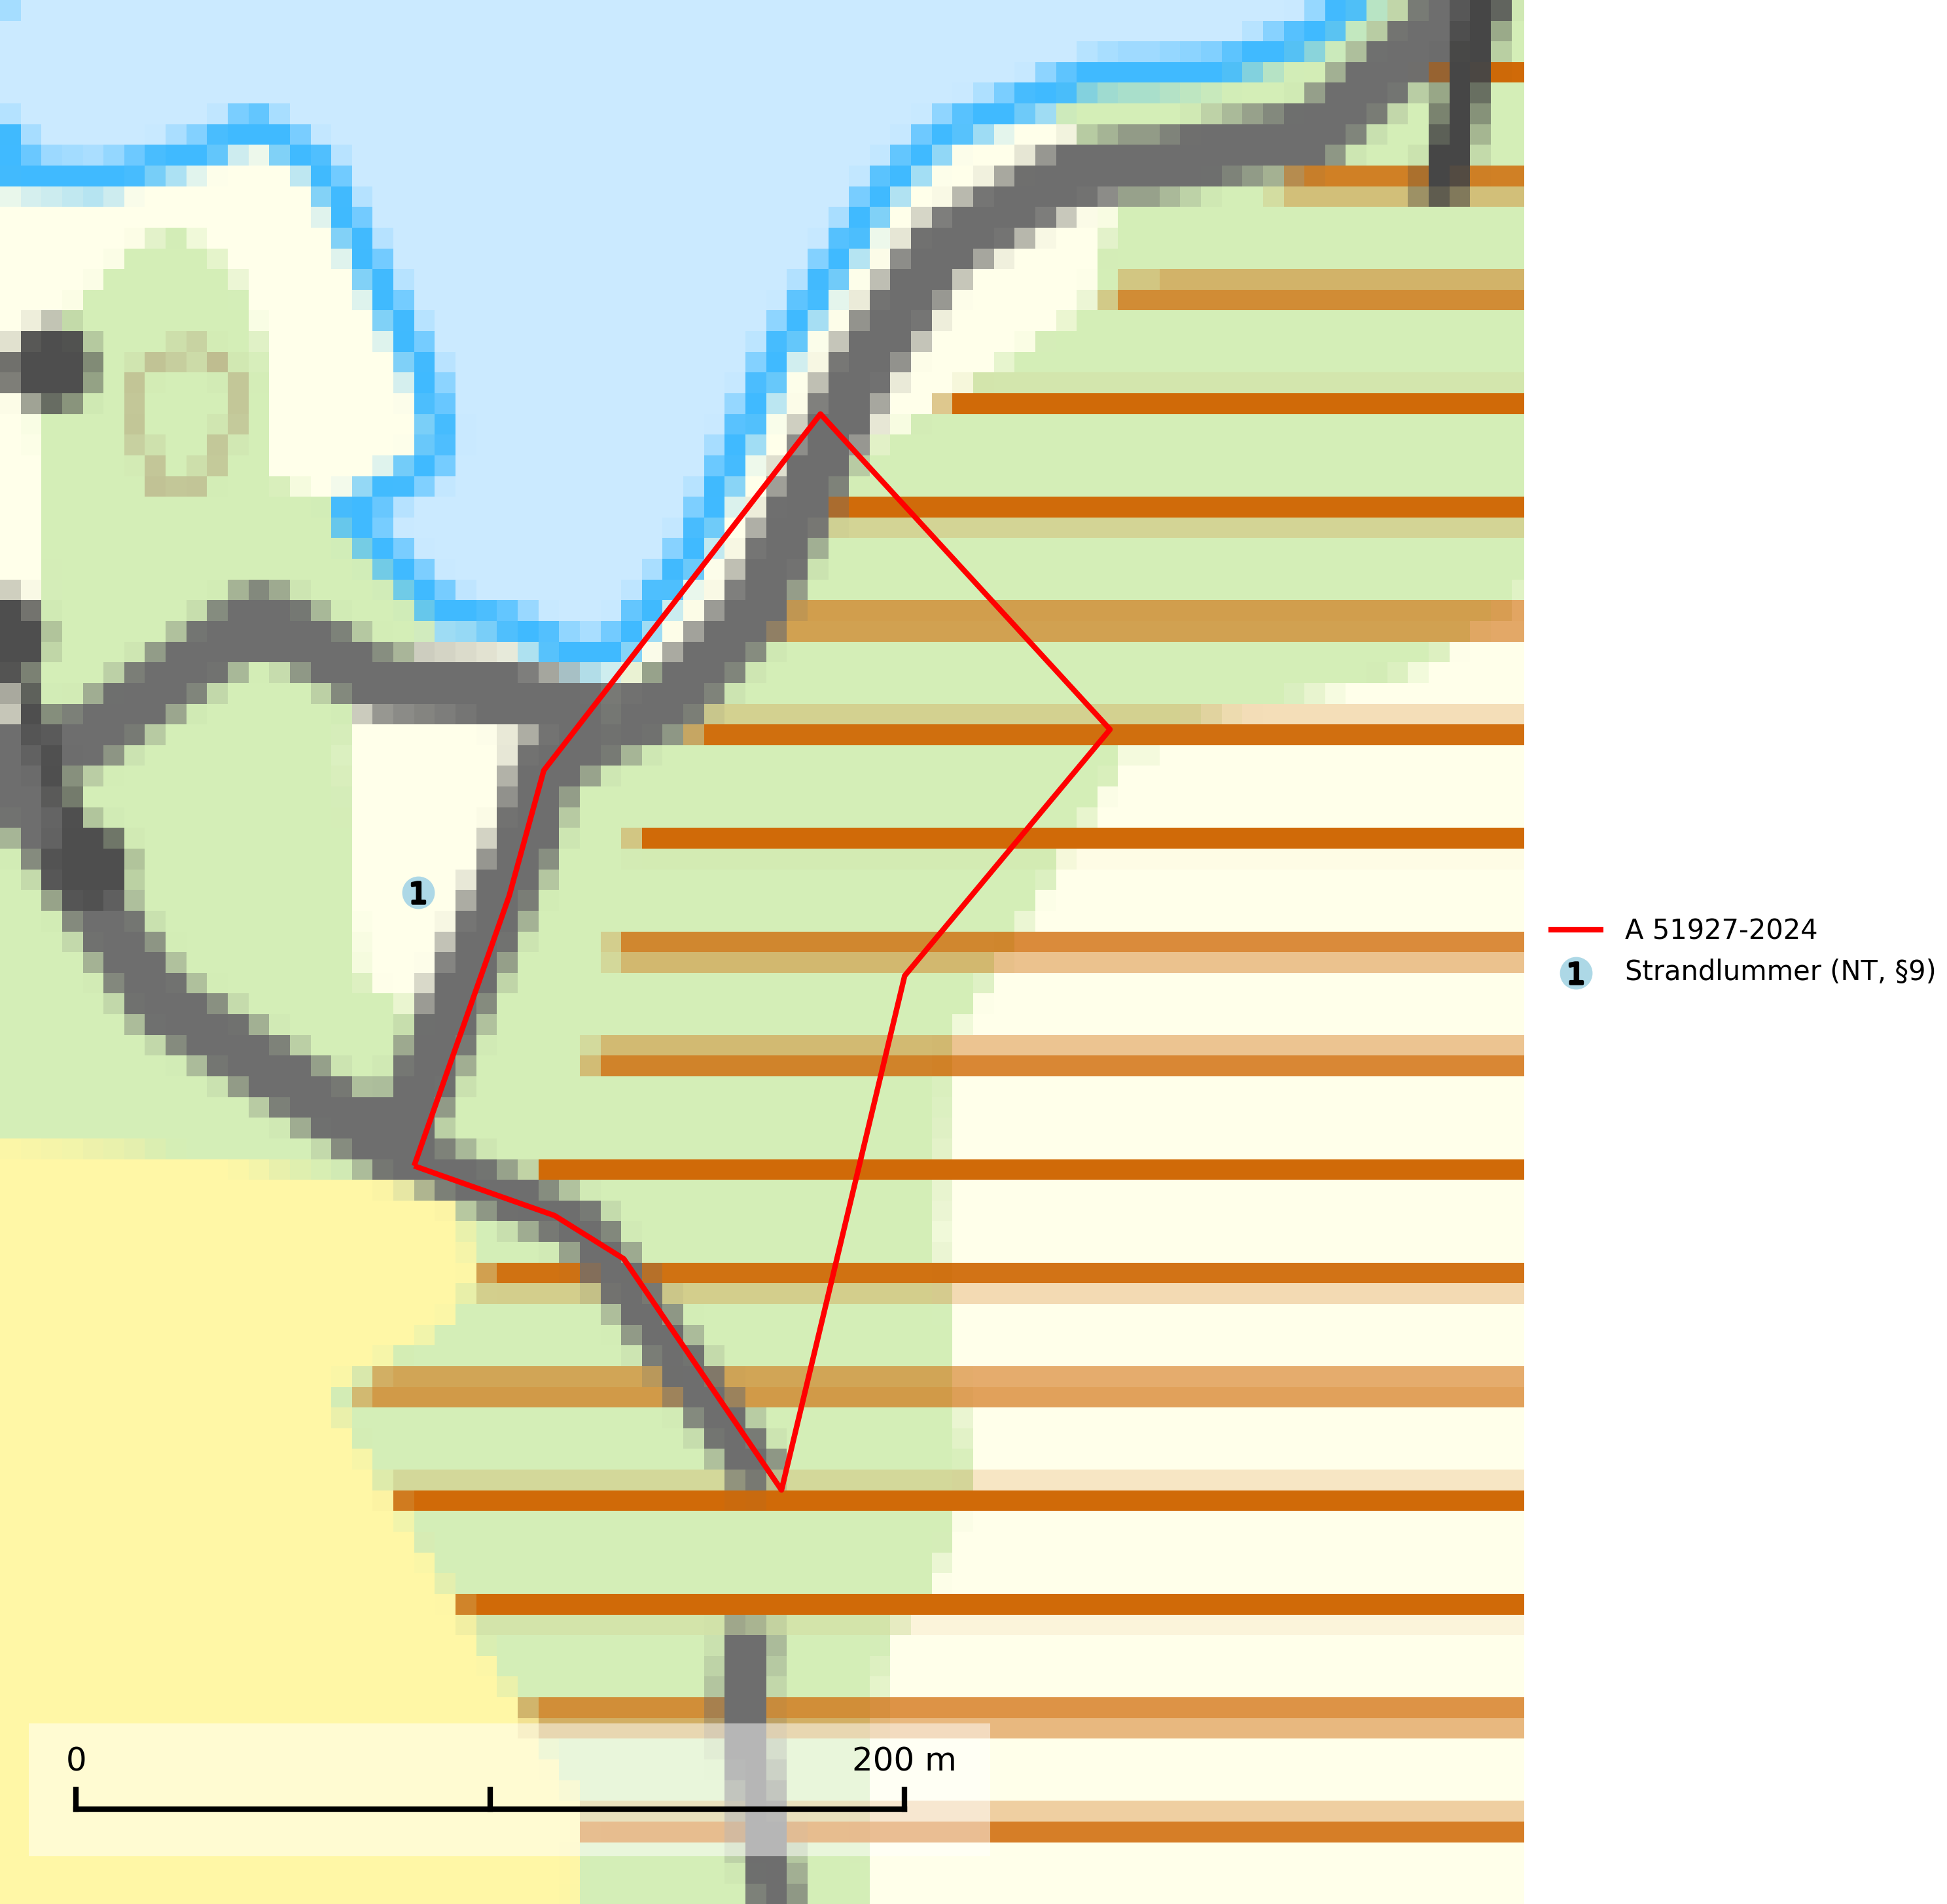 1
A 51927-2024
1 Strandlummer (NT, §9)
0 200 m